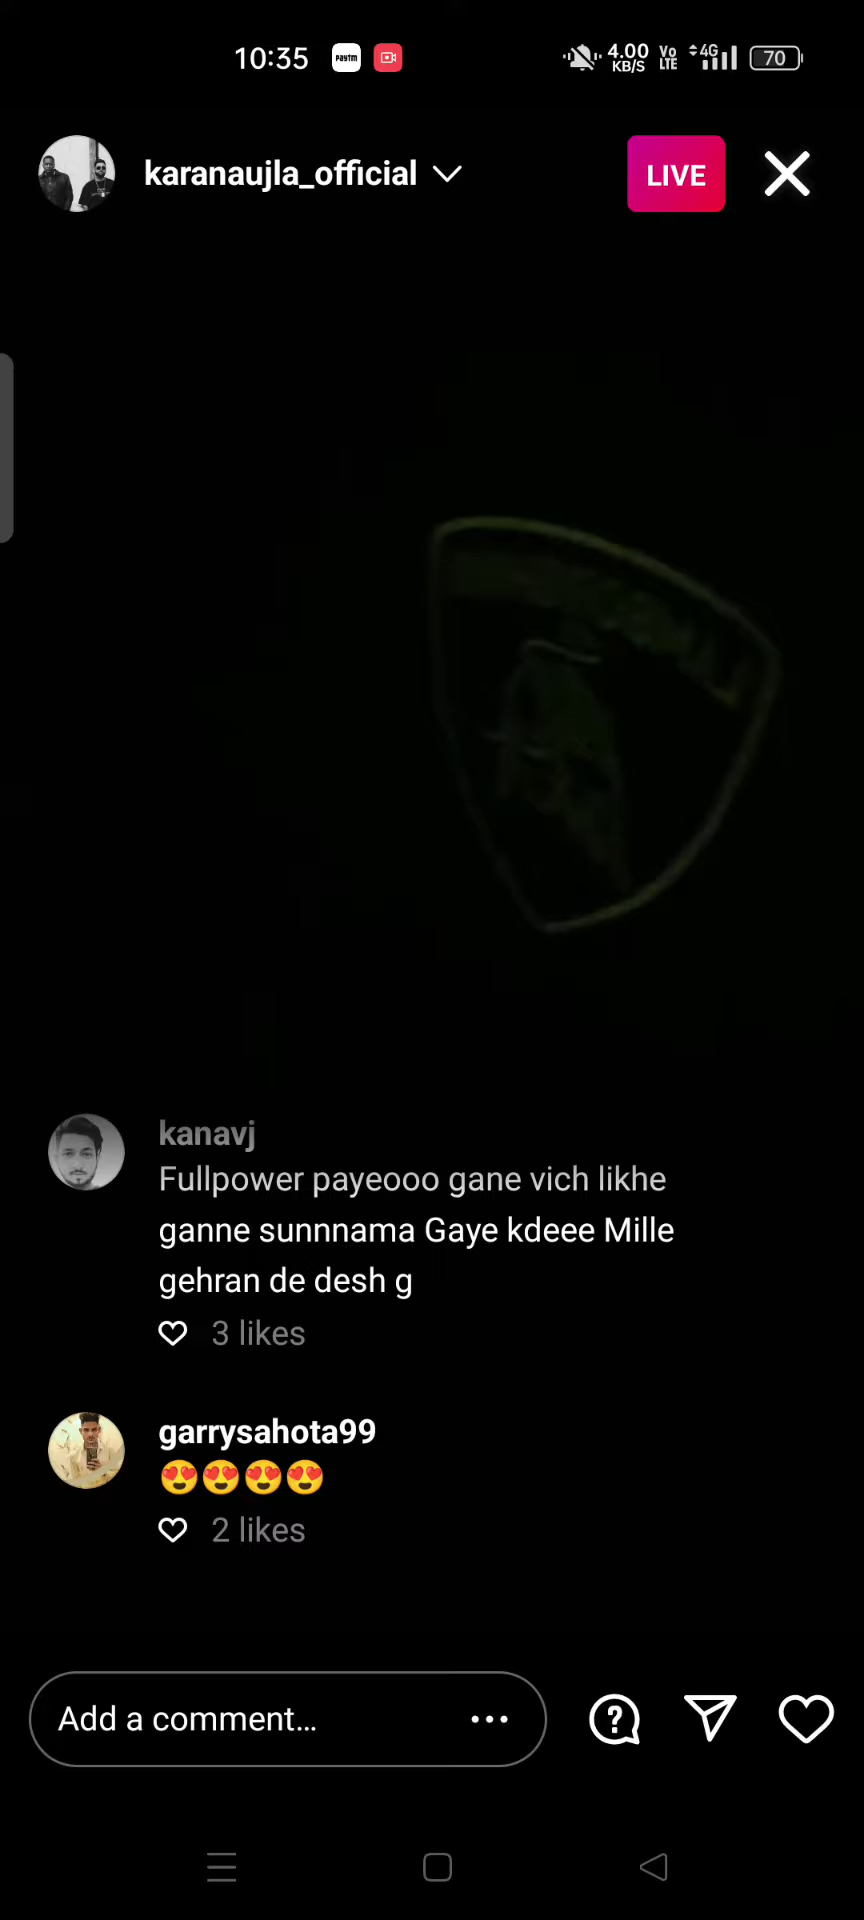 10:35 paytm 4.00 KB/S Vo LTE 4G 70
karanaujla_official LIVE
kanavj
Fullpower payeooo gane vich likhe
ganne sunnnama Gaye kdeee Mille
gehran de desh g
3 likes
garrysahota99
😍😍😍😍
2 likes
Add a comment...